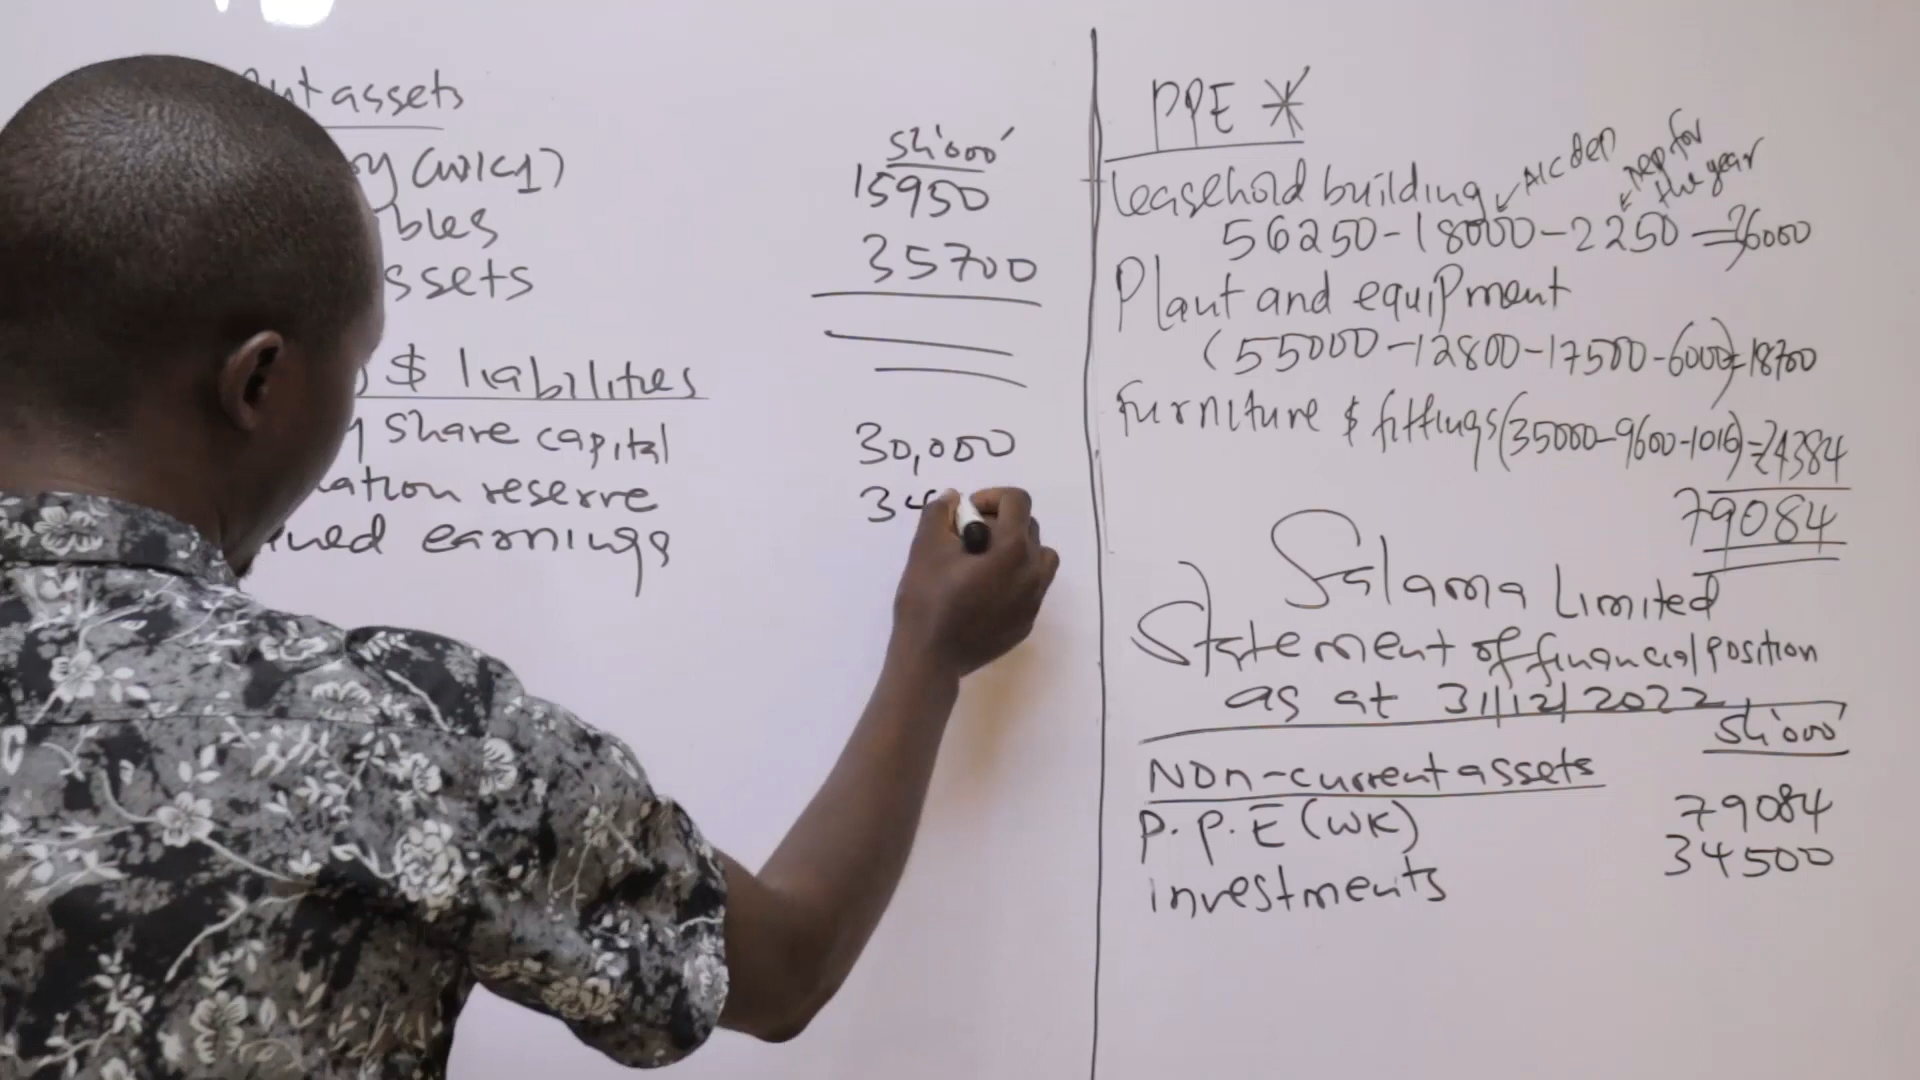 nt assets
sh'000'
y (WK1) 15950
bles 35700
ssets
$ liabilities
y share capital 30,000
ation reserve 34
ined earnings
PPE *
Leasehold building ↙ Acc dep ↙ Dep for the year
56250-18000-2250 = 36000
Plant and equipment
(55000-12800-17500-6000)=18700
Furniture $ fittings(35000-9600-1016)=24384
79084
Salama Limited
Statement of financial position
as at 31/12/2022
sh'000'
Non-current assets
P.P.E (WK) 79084
investments 34500